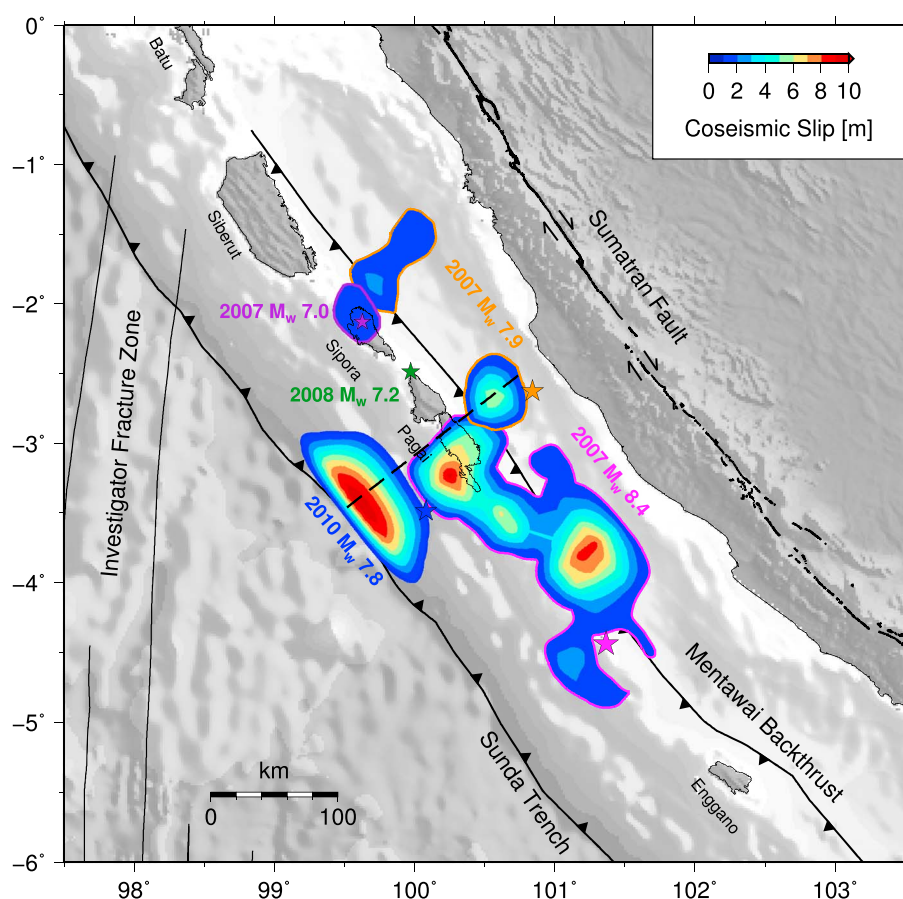 0˚
−1˚
−2˚
−3˚
−4˚
−5˚
−6˚
98˚
99˚
100˚
101˚
102˚
103˚
0 2 4 6 8 10
Coseismic Slip [m]
Batu
Siberut
Sumatran Fault
2007 Mw 7.9
2007 Mw 7.0
Sipora
2008 Mw 7.2
Pagai
2007 Mw 8.4
2010 Mw 7.8
Investigator Fracture Zone
Mentawai Backthrust
Sunda Trench
Enggano
km
0 100